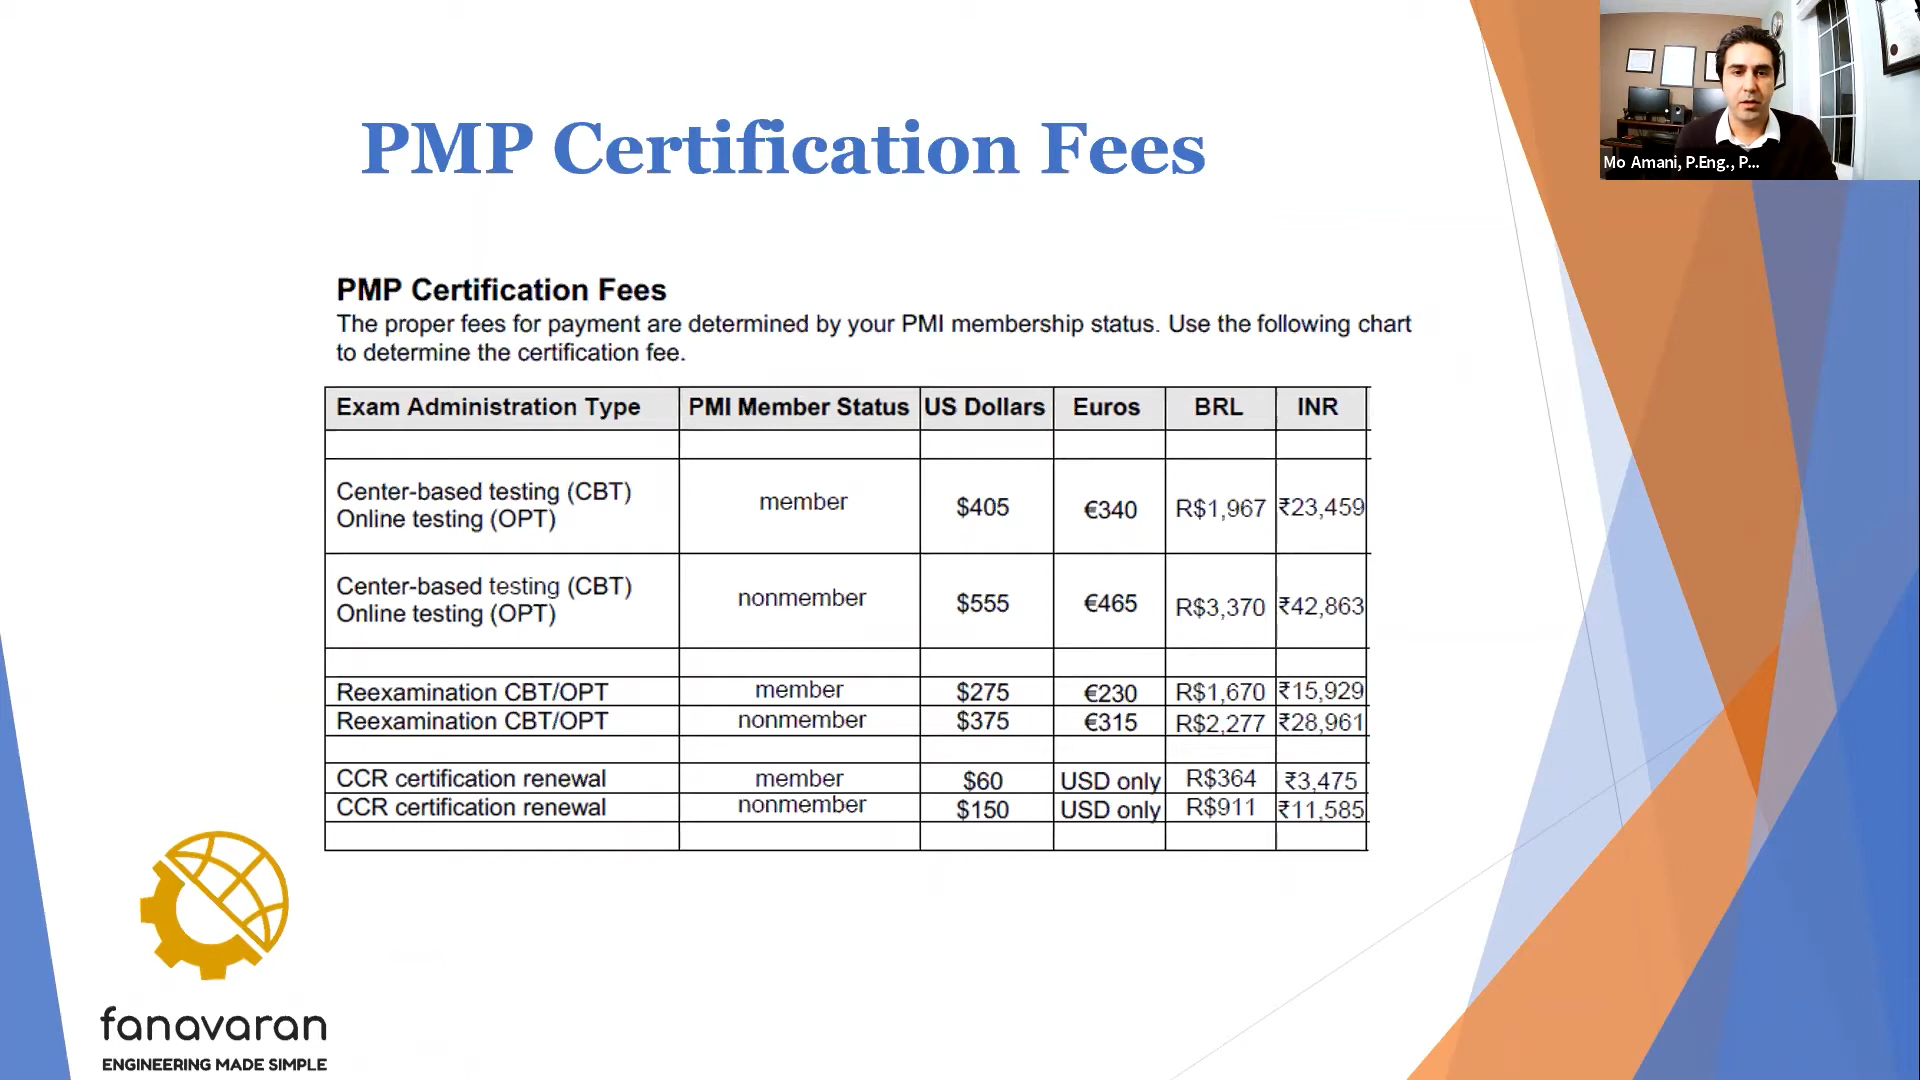 PMP Certification Fees
Mo Amani, P.Eng., P...
PMP Certification Fees
The proper fees for payment are determined by your PMI membership status. Use the following chart
to determine the certification fee.
Exam Administration Type PMI Member Status US Dollars Euros BRL INR
Center-based testing (CBT)
Online testing (OPT) member $405 €340 R$1,967 ₹23,459
Center-based testing (CBT)
Online testing (OPT) nonmember $555 €465 R$3,370 ₹42,863
Reexamination CBT/OPT member $275 €230 R$1,670 ₹15,929
Reexamination CBT/OPT nonmember $375 €315 R$2,277 ₹28,961
CCR certification renewal member $60 USD only R$364 ₹3,475
CCR certification renewal nonmember $150 USD only R$911 ₹11,585
fanavaran
ENGINEERING MADE SIMPLE